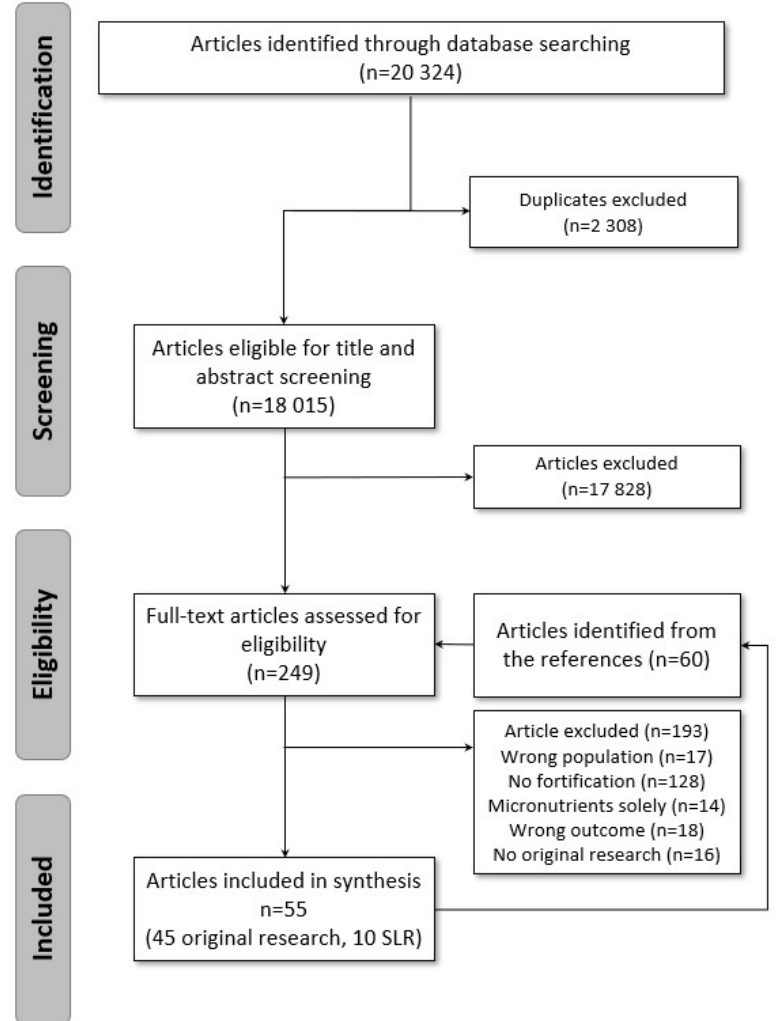 Identification
Articles identified through database searching
(n=20 324)
Duplicates excluded
(n=2 308)
Screening
Articles eligible for title and
abstract screening
(n=18 015)
Articles excluded
(n=17 828)
Eligibility
Full-text articles assessed for
eligibility
(n=249)
Articles identified from
the references (n=60)
Article excluded (n=193)
Wrong population (n=17)
No fortification (n=128)
Micronutrients solely (n=14)
Wrong outcome (n=18)
No original research (n=16)
Included
Articles included in synthesis
n=55
(45 original research, 10 SLR)